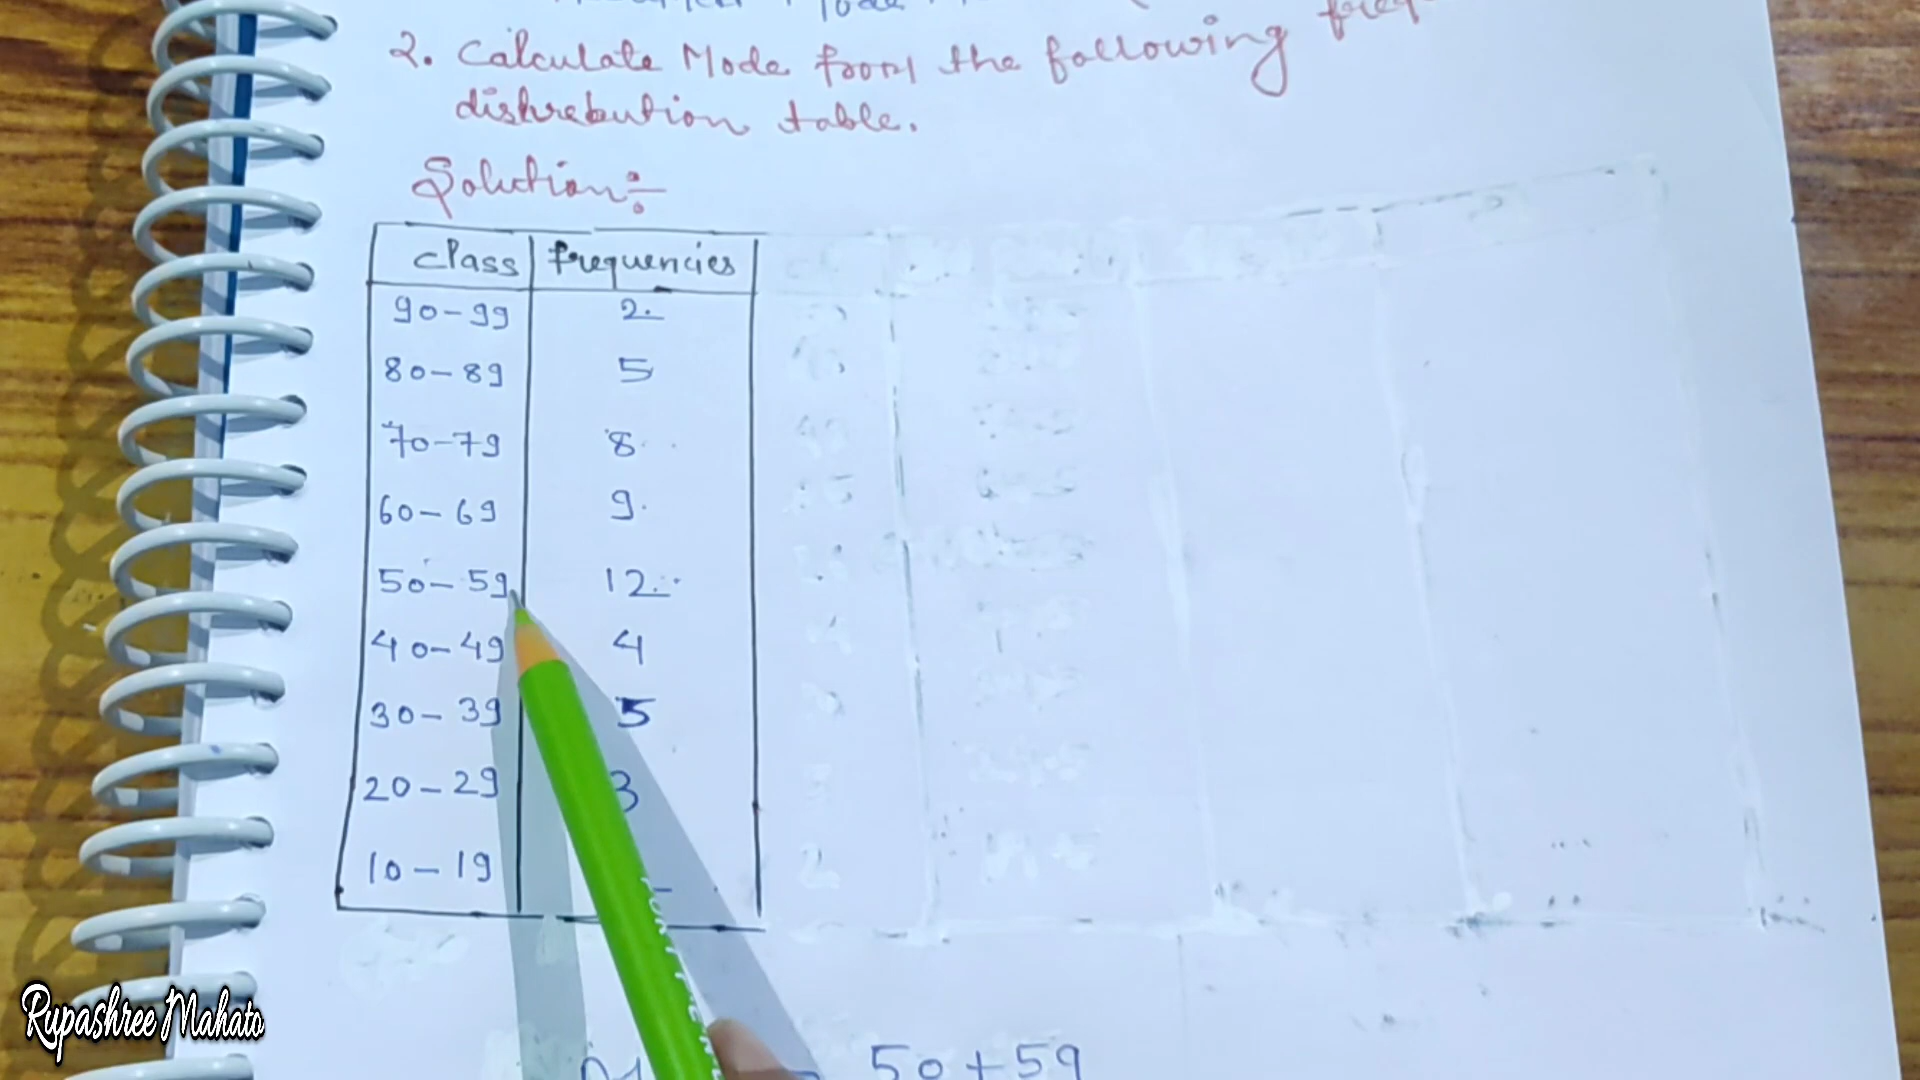 2. Calculate Mode from the following freq
distrebution table.
Solution:-
class frequencies
90-99 2
80-89 5
70-79 8
60-69 9
50-59 12
40-49 4
30-39 5
20-29 3
10-19
50+59
Rupashree Mahato